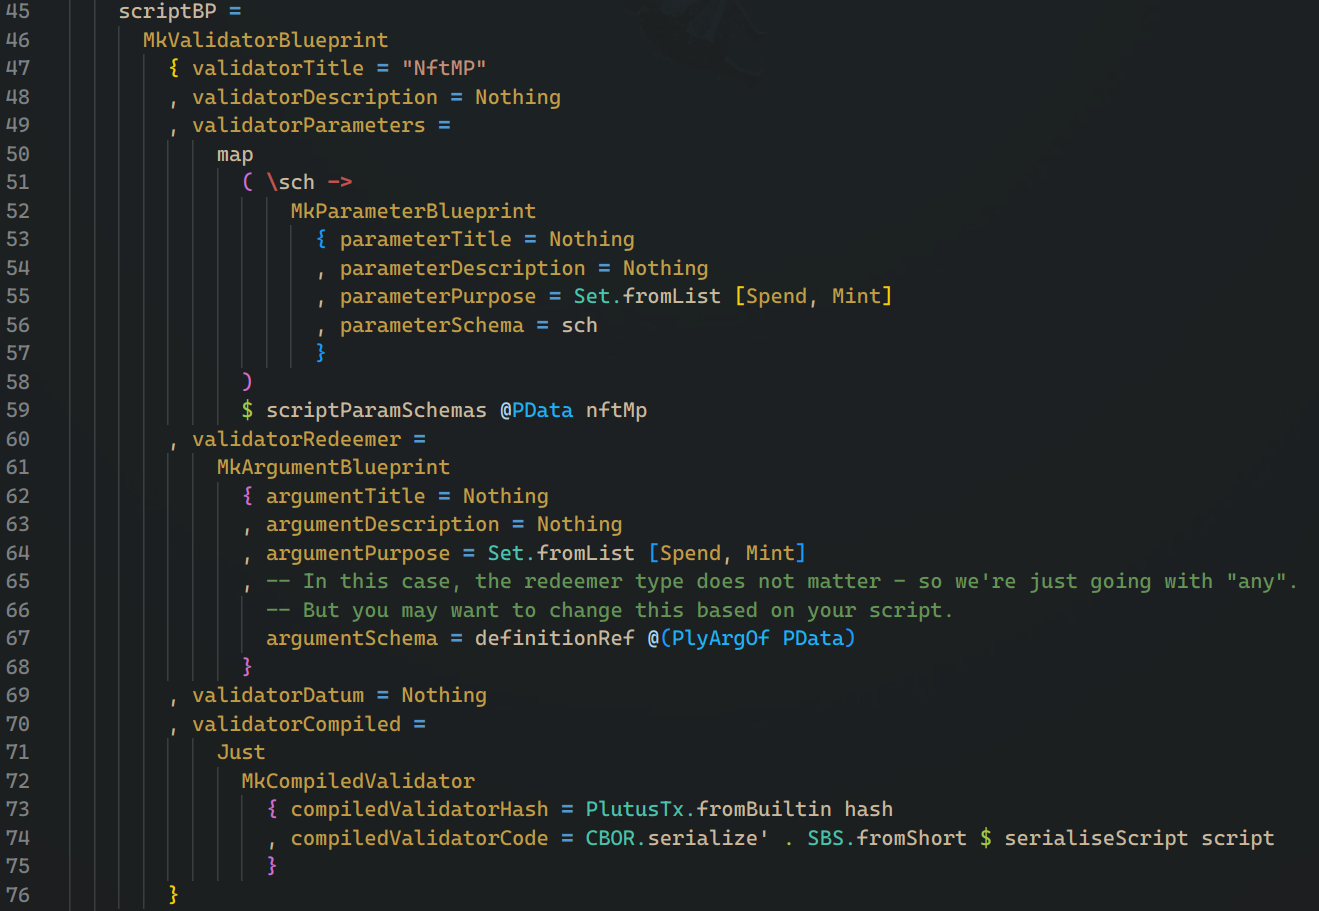 45 scriptBP =
46 MkValidatorBlueprint
47 { validatorTitle = "NftMP"
48 , validatorDescription = Nothing
49 , validatorParameters =
50 map
51 ( \sch ->
52 MkParameterBlueprint
53 { parameterTitle = Nothing
54 , parameterDescription = Nothing
55 , parameterPurpose = Set.fromList [Spend, Mint]
56 , parameterSchema = sch
57 }
58 )
59 $ scriptParamSchemas @PData nftMp
60 , validatorRedeemer =
61 MkArgumentBlueprint
62 { argumentTitle = Nothing
63 , argumentDescription = Nothing
64 , argumentPurpose = Set.fromList [Spend, Mint]
65 , -- In this case, the redeemer type does not matter - so we're just going with "any".
66 -- But you may want to change this based on your script.
67 argumentSchema = definitionRef @(PlyArgOf PData)
68 }
69 , validatorDatum = Nothing
70 , validatorCompiled =
71 Just
72 MkCompiledValidator
73 { compiledValidatorHash = PlutusTx.fromBuiltin hash
74 , compiledValidatorCode = CBOR.serialize' . SBS.fromShort $ serialiseScript script
75 }
76 }